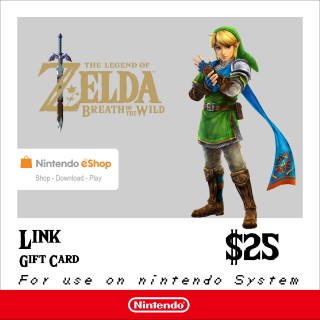 THE LEGEND OF
ZELDA
BREATH OF THE WILD
Nintendo eShop
Shop - Download - Play
LINK
GIFT CARD
$25
For use on nintendo System
Nintendo